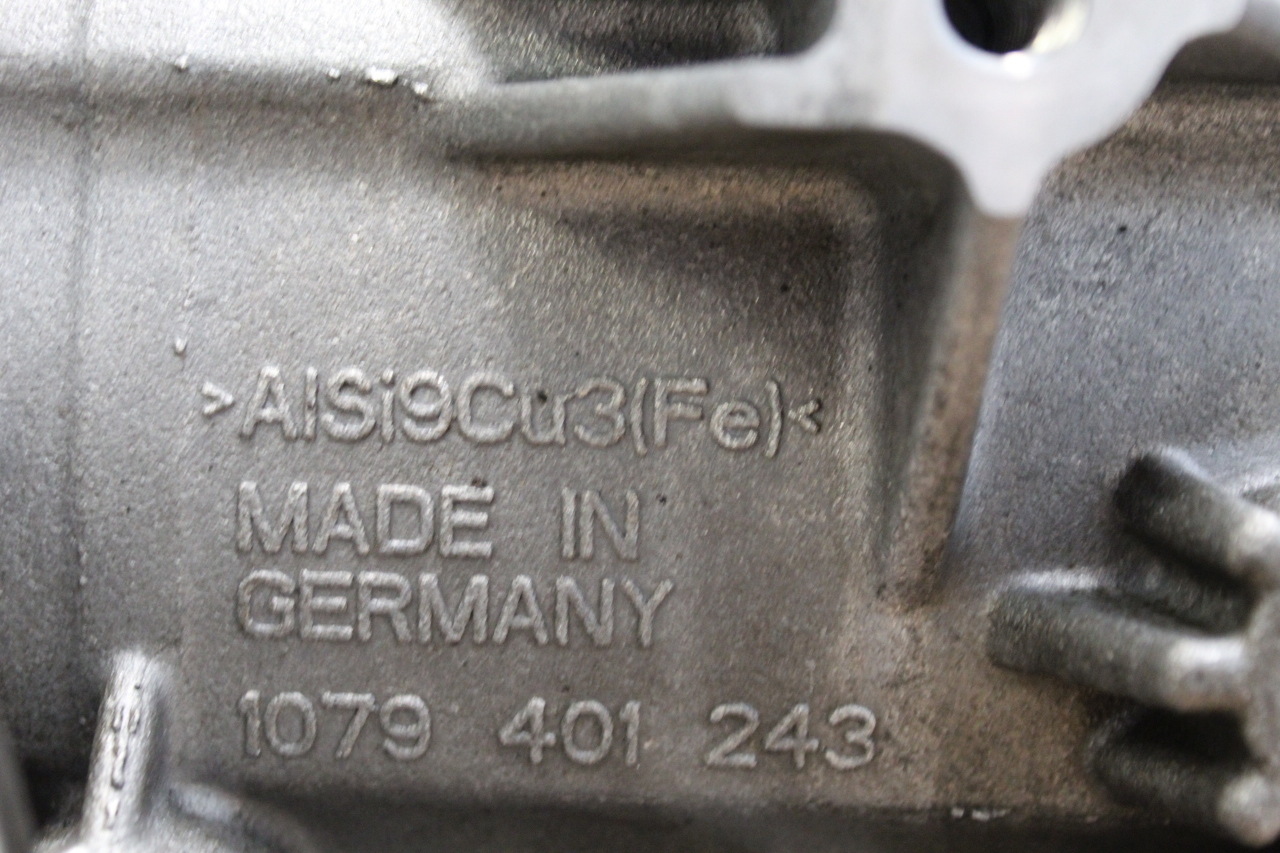 >AlSi9Cu3(Fe)<
MADE IN
GERMANY
1079 401 243